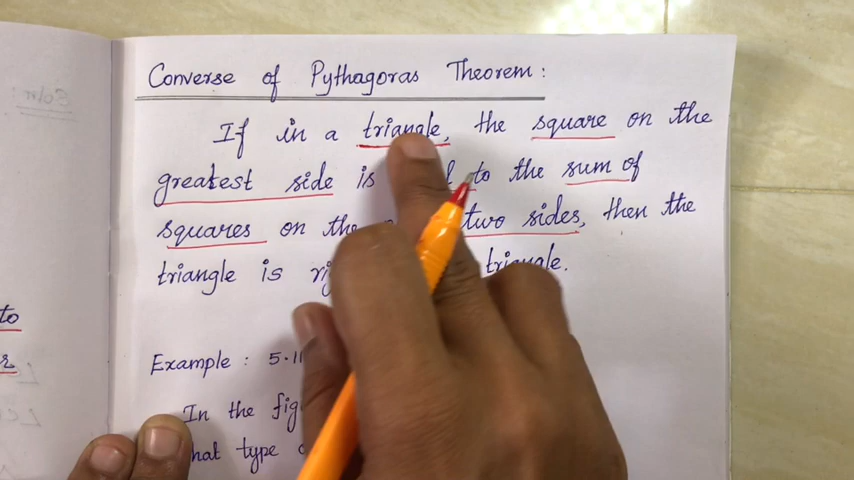 Converse of Pythagoras Theorem:
If in a triangle, the square on the
greatest side is to the sum of
squares on the two sides, then the
triangle is triangle.
Example : 5.11
In the fig
hat type
to